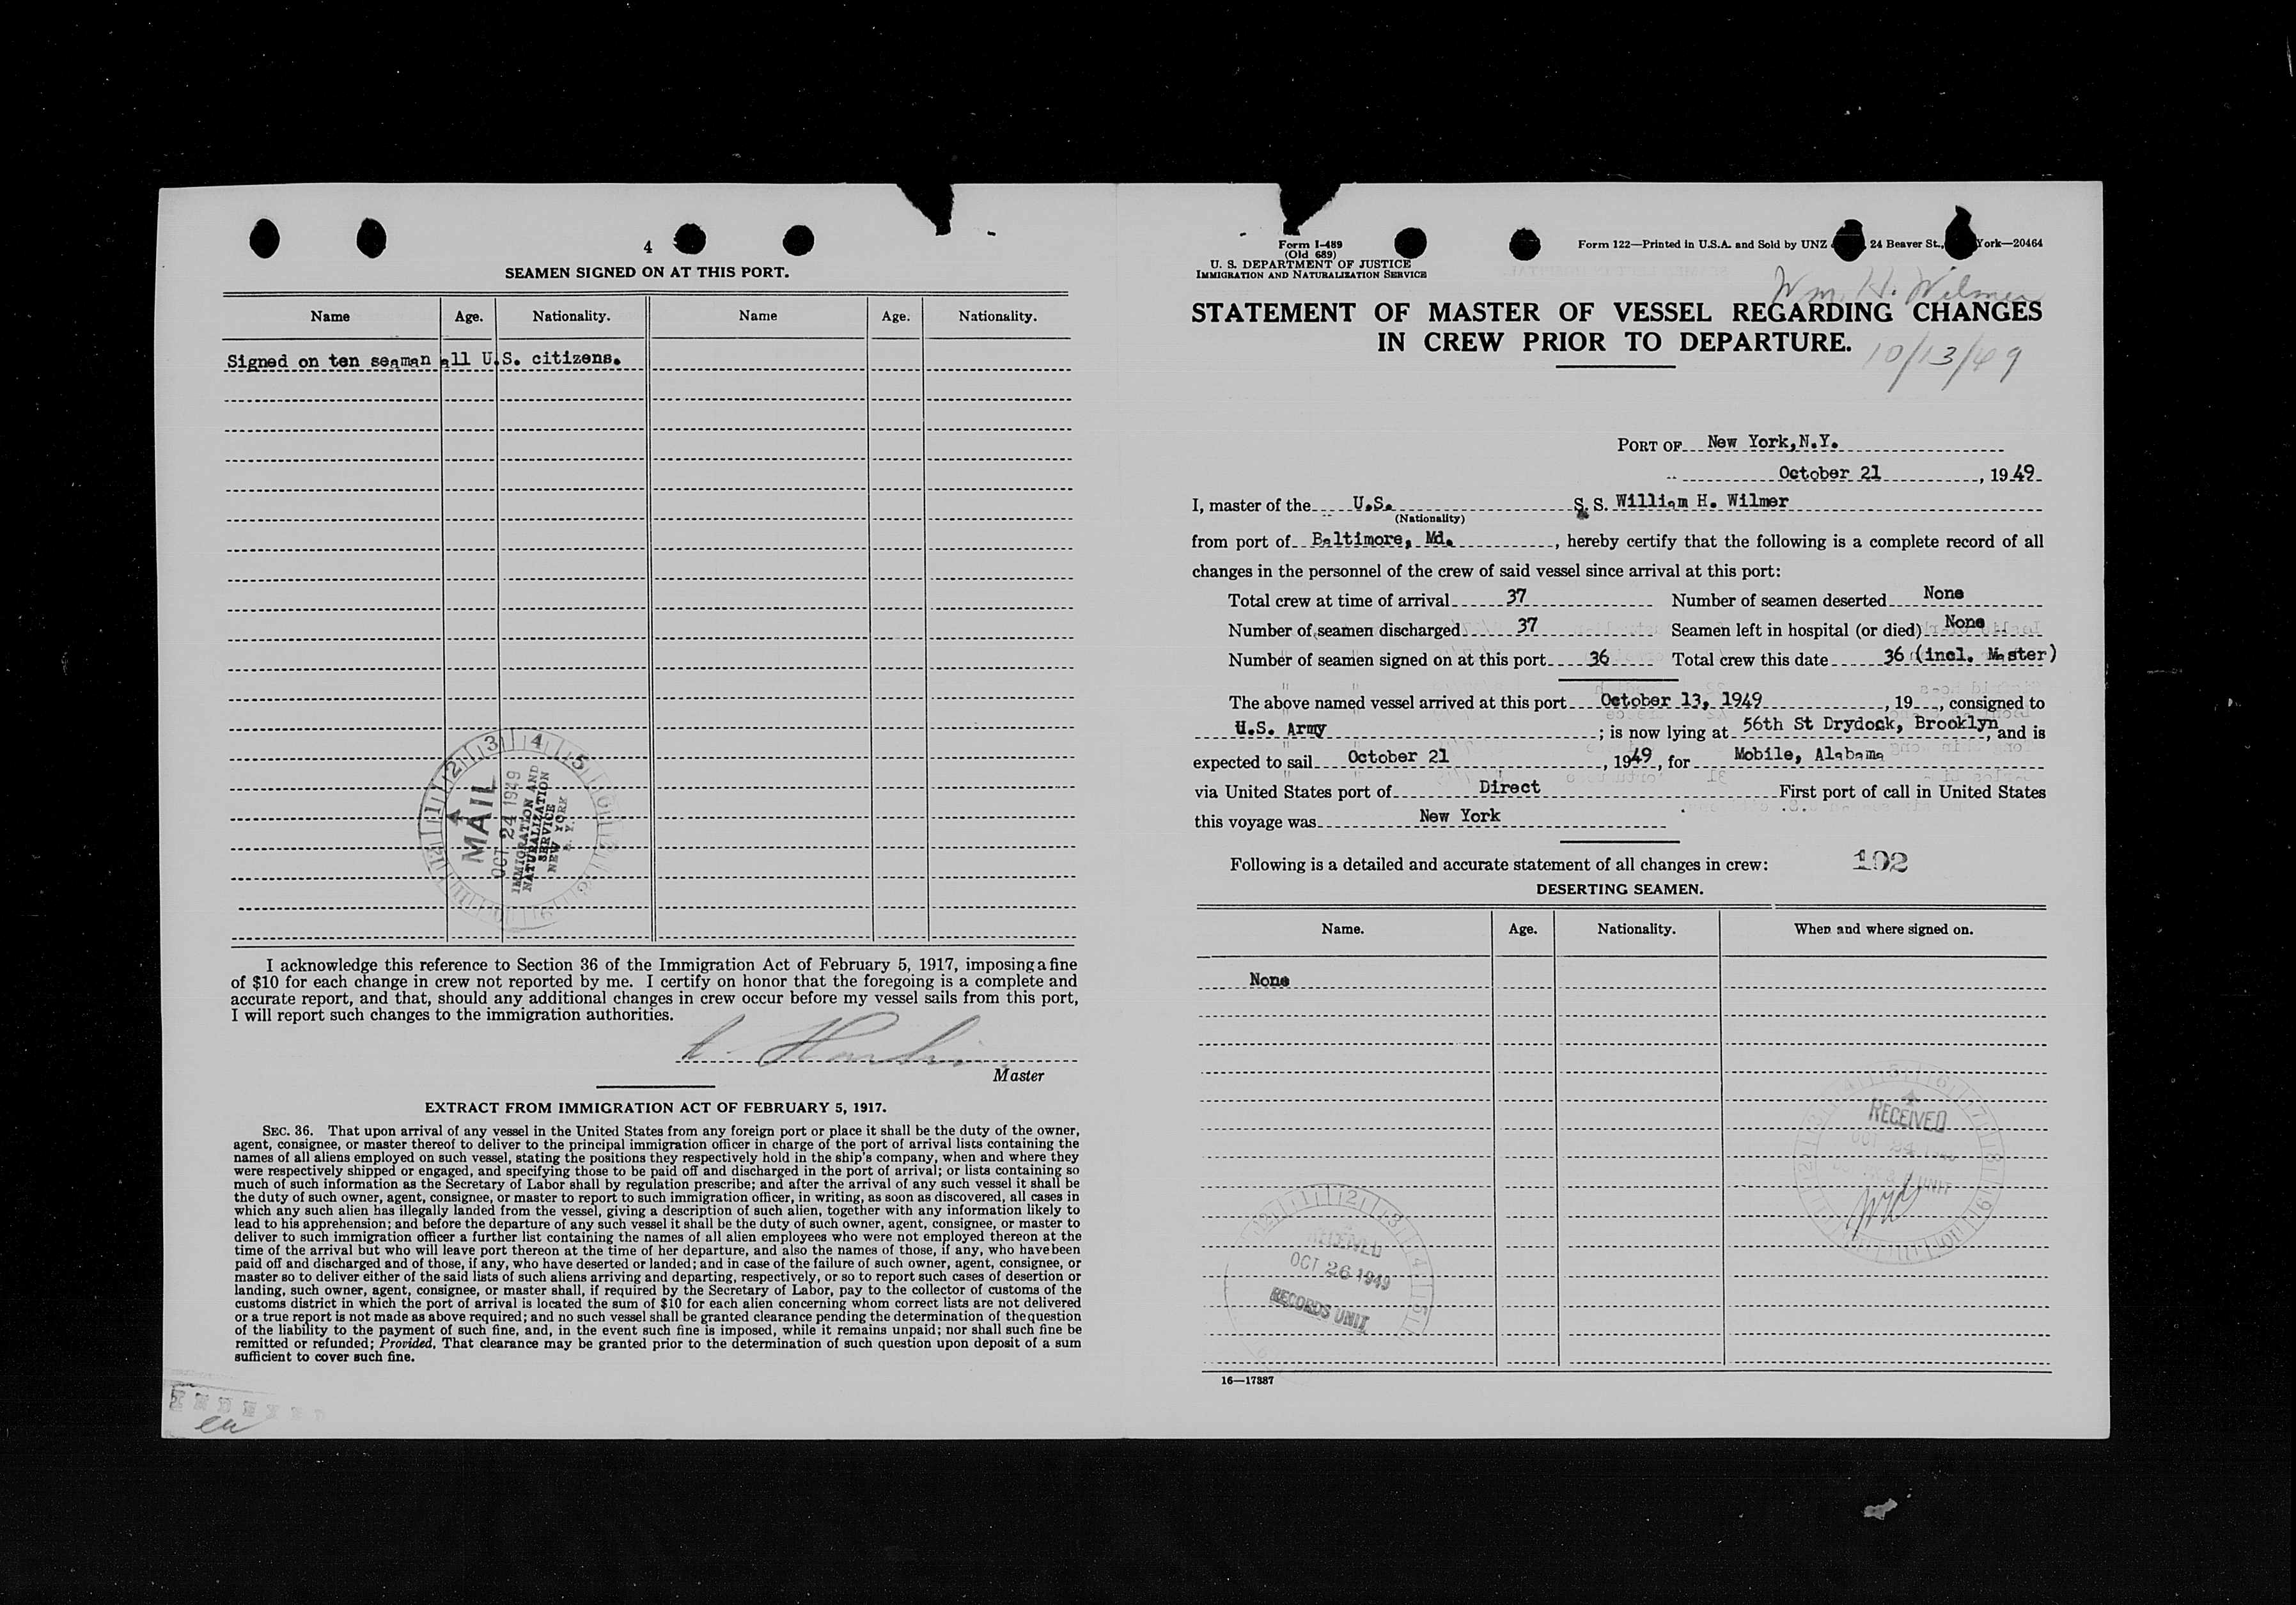 4
SEAMEN SIGNED ON AT THIS PORT.
Name Age. Nationality. Name Age. Nationality.
Signed on ten seaman all U.S. citizens.
MAIL
OCT 24 1949
IMMIGRATION AND
NATURALIZATION
SERVICE
NEW YORK
N. Y.
I acknowledge this reference to Section 36 of the Immigration Act of February 5, 1917, imposing a fine
of $10 for each change in crew not reported by me. I certify on honor that the foregoing is a complete and
accurate report, and that, should any additional changes in crew occur before my vessel sails from this port,
I will report such changes to the immigration authorities.
Master
EXTRACT FROM IMMIGRATION ACT OF FEBRUARY 5, 1917.
SEC. 36. That upon arrival of any vessel in the United States from any foreign port or place it shall be the duty of the owner,
agent, consignee, or master thereof to deliver to the principal immigration officer in charge of the port of arrival lists containing the
names of all aliens employed on such vessel, stating the positions they respectively hold in the ship's company, when and where they
were respectively shipped or engaged, and specifying those to be paid off and discharged in the port of arrival; or lists containing so
much of such information as the Secretary of Labor shall by regulation prescribe; and after the arrival of any such vessel it shall be
the duty of such owner, agent, consignee, or master to report to such immigration officer, in writing, as soon as discovered, all cases in
which any such alien has illegally landed from the vessel, giving a description of such alien, together with any information likely to
lead to his apprehension; and before the departure of any such vessel it shall be the duty of such owner, agent, consignee, or master to
deliver to such immigration officer a further list containing the names of all alien employees who were not employed thereon at the
time of the arrival but who will leave port thereon at the time of her departure, and also the names of those, if any, who have been
paid off and discharged and of those, if any, who have deserted or landed; and in case of the failure of such owner, agent, consignee, or
master so to deliver either of the said lists of such aliens arriving and departing, respectively, or so to report such cases of desertion or
landing, such owner, agent, consignee, or master shall, if required by the Secretary of Labor, pay to the collector of customs of the
customs district in which the port of arrival is located the sum of $10 for each alien concerning whom correct lists are not delivered
or a true report is not made as above required; and no such vessel shall be granted clearance pending the determination of the question
of the liability to the payment of such fine, and, in the event such fine is imposed, while it remains unpaid; nor shall such fine be
remitted or refunded; Provided, That clearance may be granted prior to the determination of such question upon deposit of a sum
sufficient to cover such fine.
Form I-489
(Old 689)
U. S. DEPARTMENT OF JUSTICE
IMMIGRATION AND NATURALIZATION SERVICE
Form 122—Printed in U.S.A. and Sold by UNZ 24 Beaver St., York—20464
Wm. H. Wilmer
STATEMENT OF MASTER OF VESSEL REGARDING CHANGES
IN CREW PRIOR TO DEPARTURE.
10/13/49
PORT OF New York,N.Y.
October 21, 1949
I, master of the U.S. S. S. William H. Wilmer
(Nationality)
from port of Baltimore, Md., hereby certify that the following is a complete record of all
changes in the personnel of the crew of said vessel since arrival at this port:
Total crew at time of arrival 37 Number of seamen deserted None
Number of seamen discharged 37 Seamen left in hospital (or died) None
Number of seamen signed on at this port 36 Total crew this date 36 (incl. Master)
The above named vessel arrived at this port October 13, 1949, 19, consigned to
U.S. Army; is now lying at 56th St Drydock, Brooklyn, and is
expected to sail October 21, 1949, for Mobile, Alabama
via United States port of Direct First port of call in United States
this voyage was New York
Following is a detailed and accurate statement of all changes in crew: 102
DESERTING SEAMEN.
Name. Age. Nationality. When and where signed on.
None
RECEIVED
OCT 24
UNIT
RECEIVED
OCT 26 1949
RECORDS UNIT
16—17887